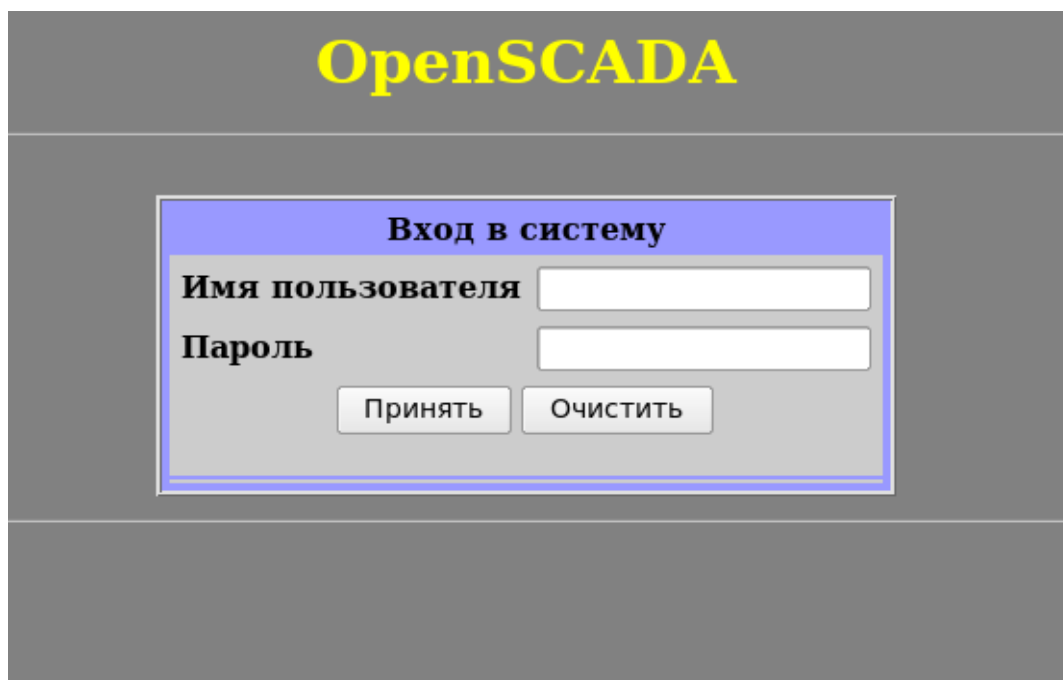 OpenSCADA
Вход в систему
Имя пользователя
Пароль
Принять Очистить